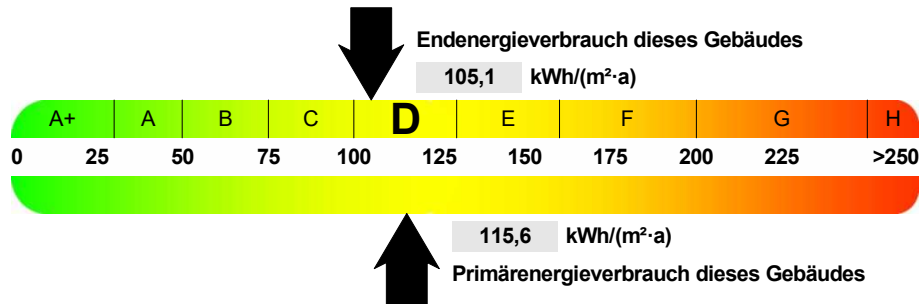 Endenergieverbrauch dieses Gebäudes
105,1 kWh/(m²·a)
A+ A B C D E F G H
0 25 50 75 100 125 150 175 200 225 >250
115,6 kWh/(m²·a)
Primärenergieverbrauch dieses Gebäudes